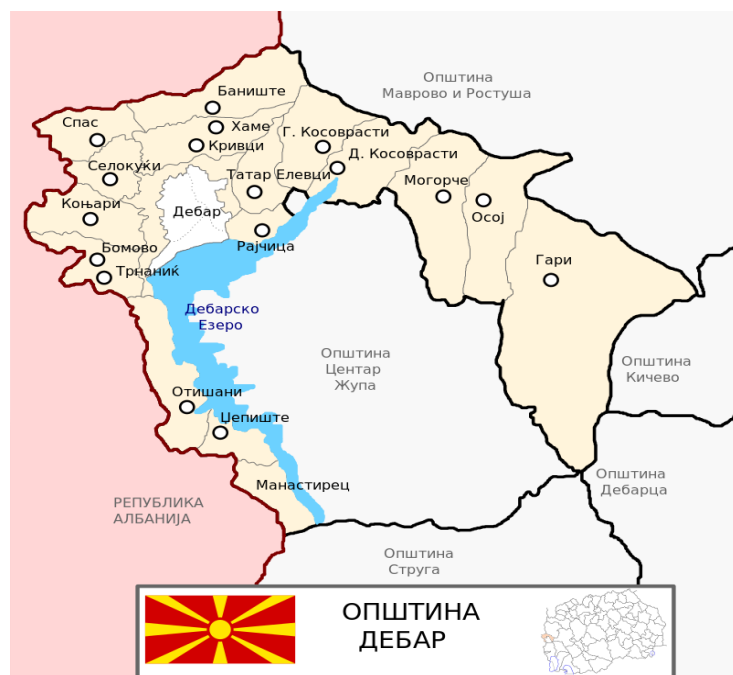 Општина
Маврово и Ростуша
Баниште
Спас
Хаме
Г. Косоврасти
Кривци
Д. Косоврасти
Селокуќи
Татар Елевци
Могорче
Коњари
Дебар
Осој
Рајчица
Бомово
Гари
Трнаниќ
Дебарско
Езеро
Општина
Центар
Жупа
Општина
Кичево
Отишани
Џепиште
Општина
Дебарца
Манастирец
РЕПУБЛИКА
АЛБАНИЈА
Општина
Струга
ОПШТИНА
ДЕБАР